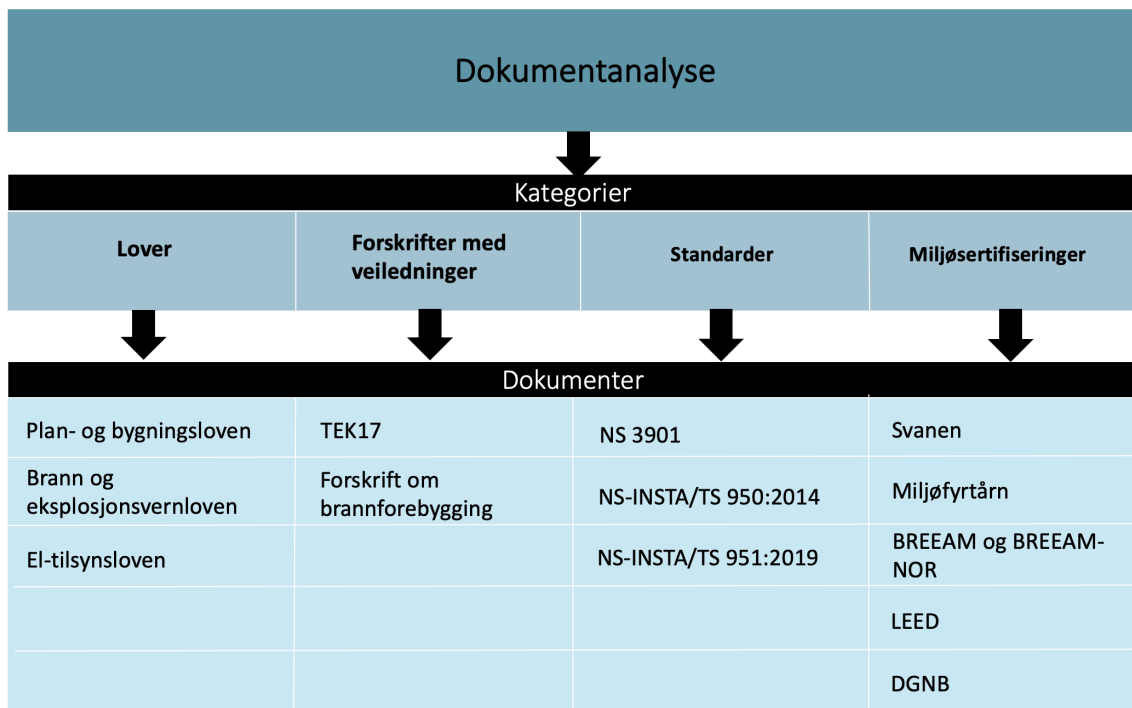 Dokumentanalyse
Kategorier
Lover
Forskrifter med
veiledninger
Standarder
Miljøsertifiseringer
Dokumenter
Plan- og bygningsloven
TEK17
NS 3901
Svanen
Brann og
eksplosjonsvernloven
Forskrift om
brannforebygging
NS-INSTA/TS 950:2014
Miljøfyrtårn
El-tilsynsloven
NS-INSTA/TS 951:2019
BREEAM og BREEAM-
NOR
LEED
DGNB